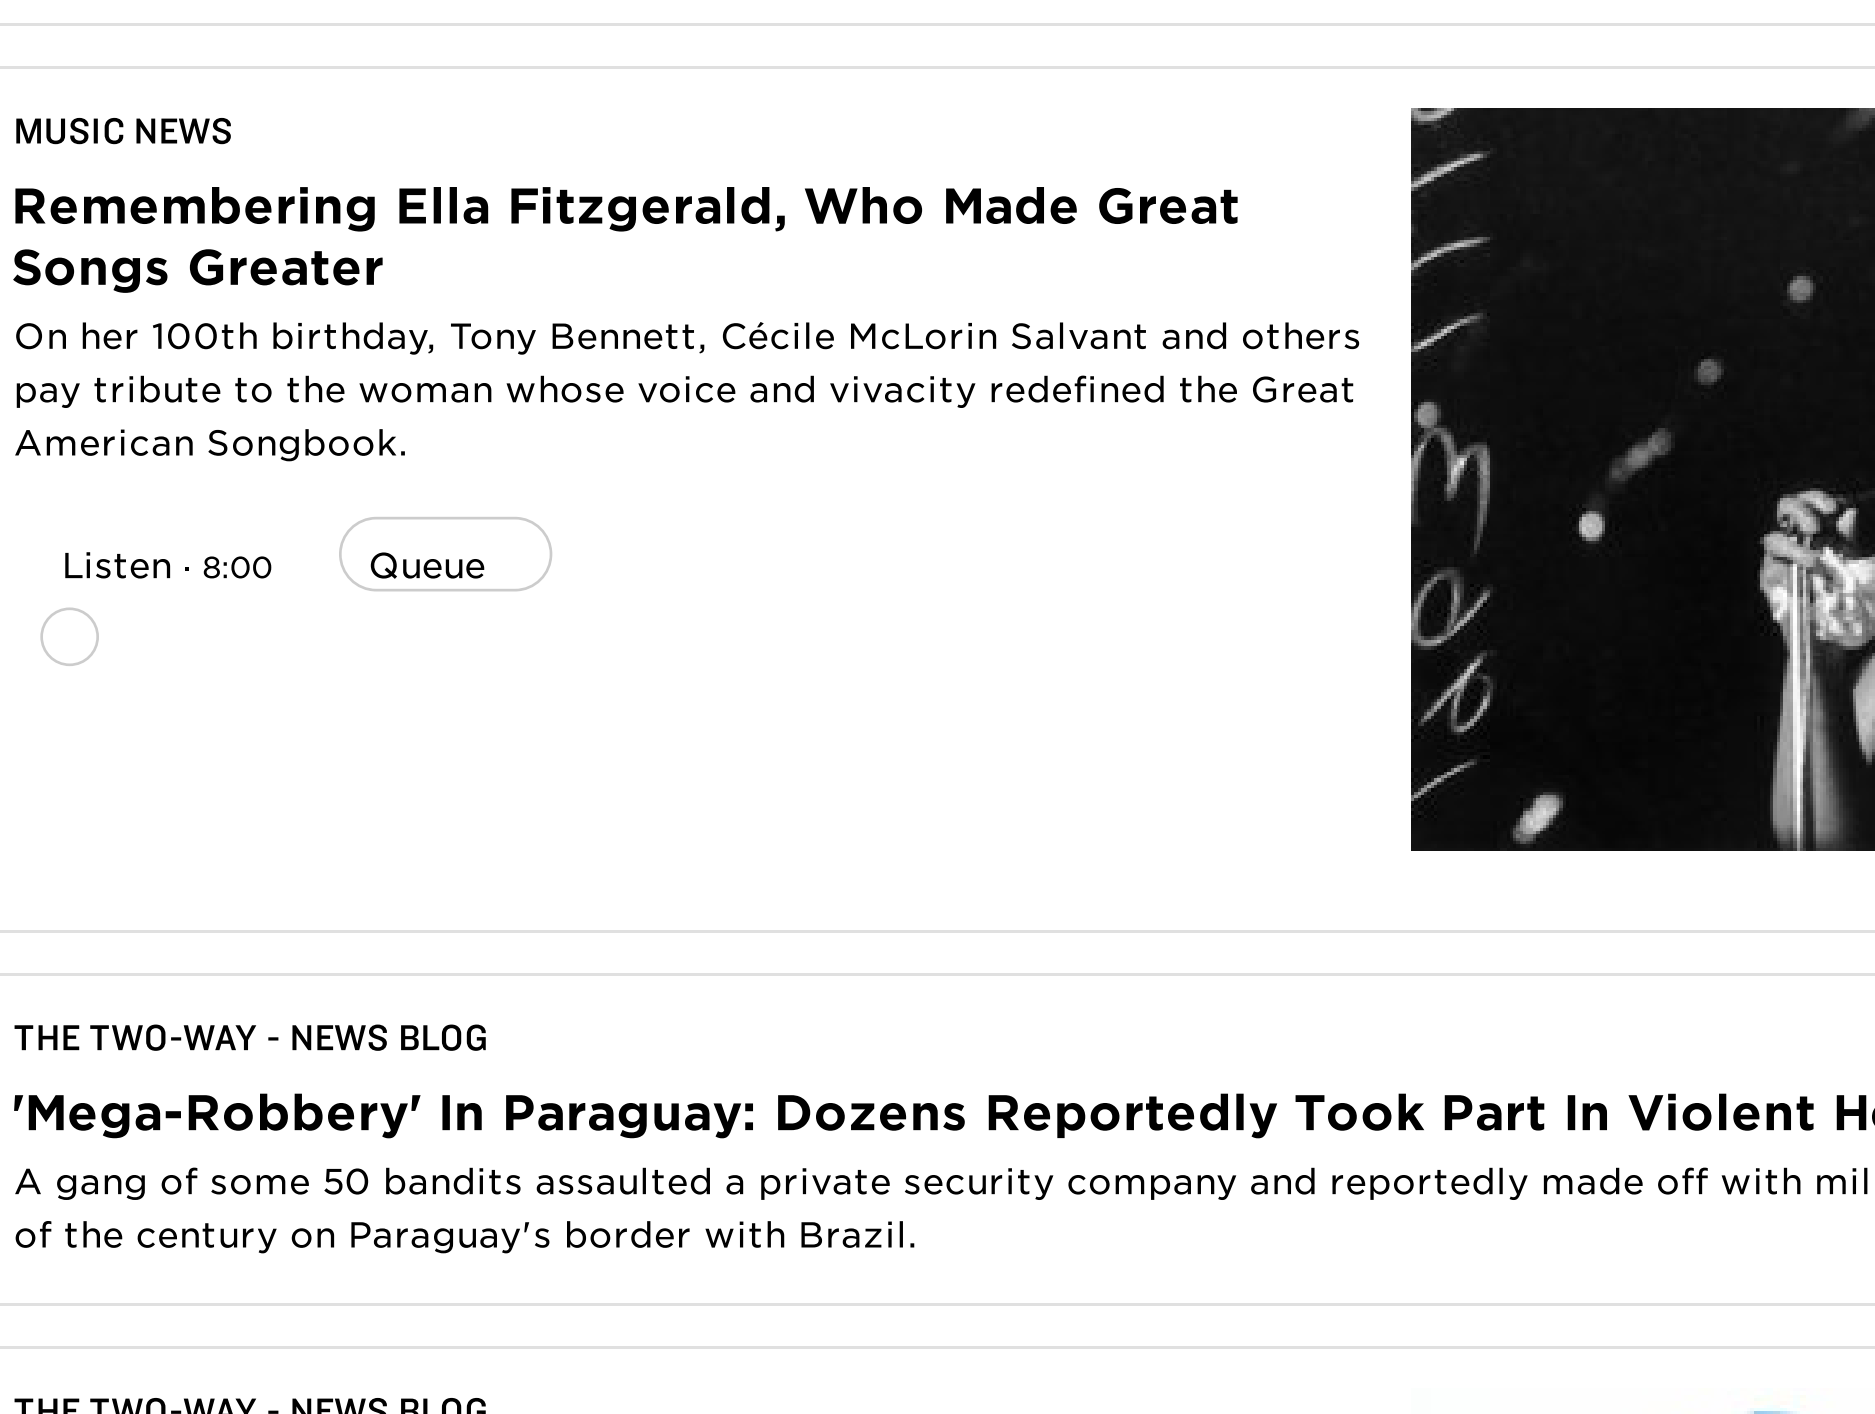 MUSIC NEWS
Remembering Ella Fitzgerald, Who Made Great
Songs Greater
On her 100th birthday, Tony Bennett, Cécile McLorin Salvant and others
pay tribute to the woman whose voice and vivacity redefined the Great
American Songbook.
Listen · 8:00
Queue
THE TWO-WAY - NEWS BLOG
'Mega-Robbery' In Paraguay: Dozens Reportedly Took Part In Violent
A gang of some 50 bandits assaulted a private security company and reportedly made off with
of the century on Paraguay's border with Brazil.
THE TWO-WAY - NEWS BLOG